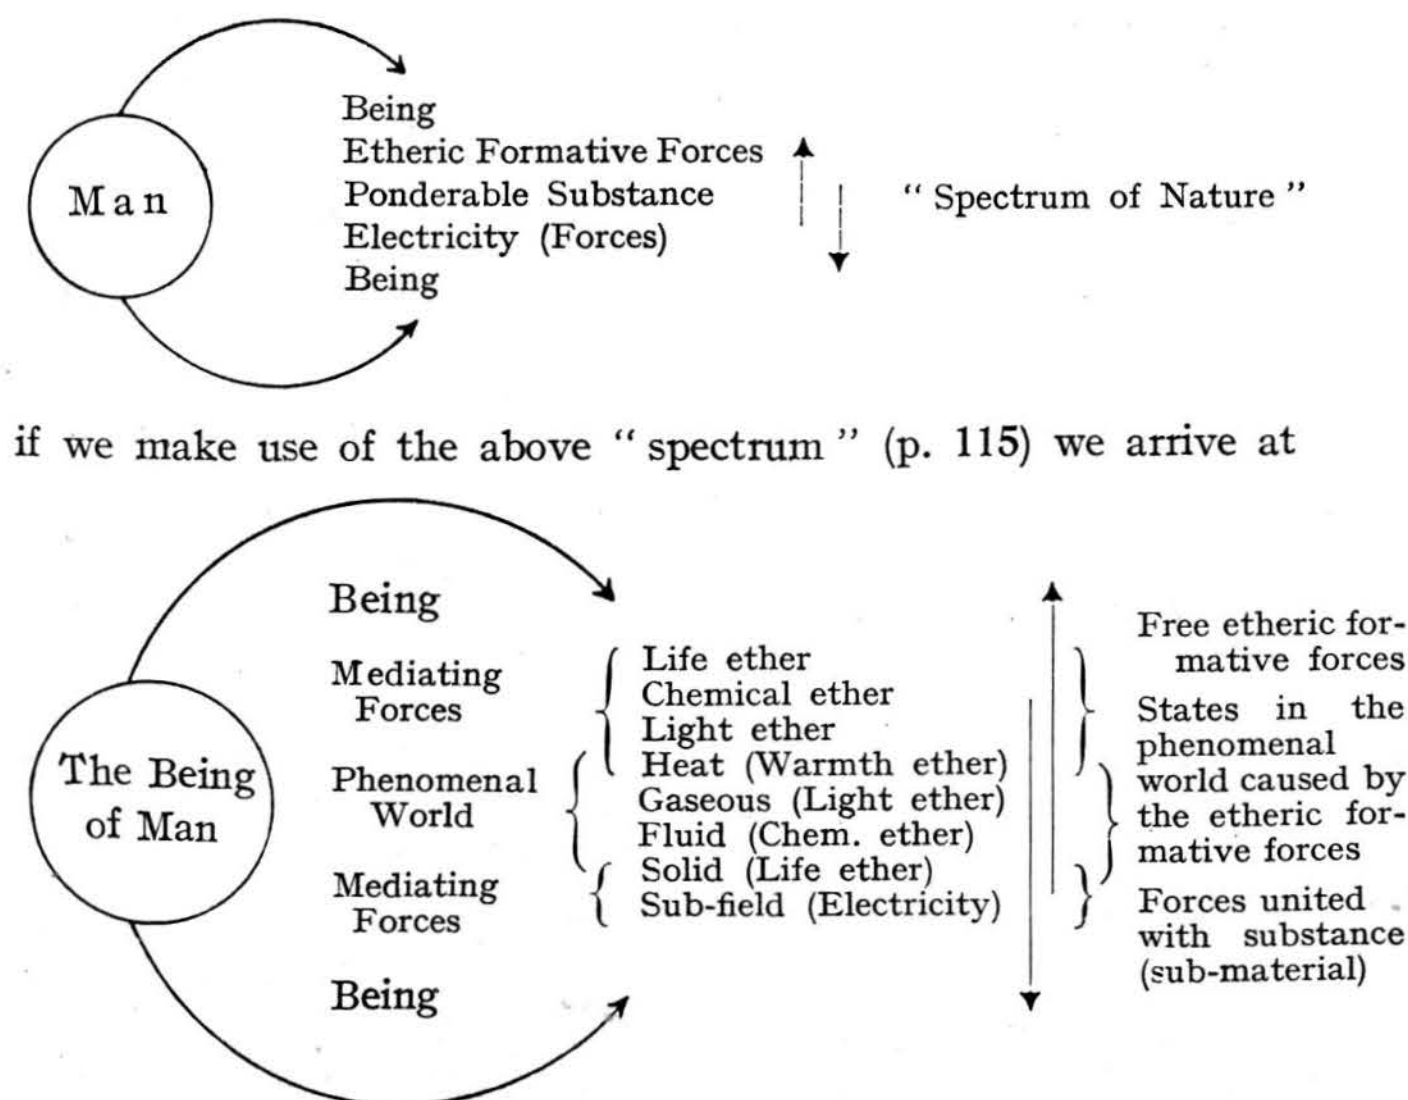 Man
Being
Etheric Formative Forces
Ponderable Substance
Electricity (Forces)
Being
“ Spectrum of Nature ”
if we make use of the above “ spectrum ” (p. 115) we arrive at
The Being
of Man
Being
Mediating
Forces
Phenomenal
World
Mediating
Forces
Being
Life ether
Chemical ether
Light ether
Heat (Warmth ether)
Gaseous (Light ether)
Fluid (Chem. ether)
Solid (Life ether)
Sub-field (Electricity)
Free etheric for-
mative forces
States in the
phenomenal
world caused by
the etheric for-
mative forces
Forces united
with substance
(sub-material)